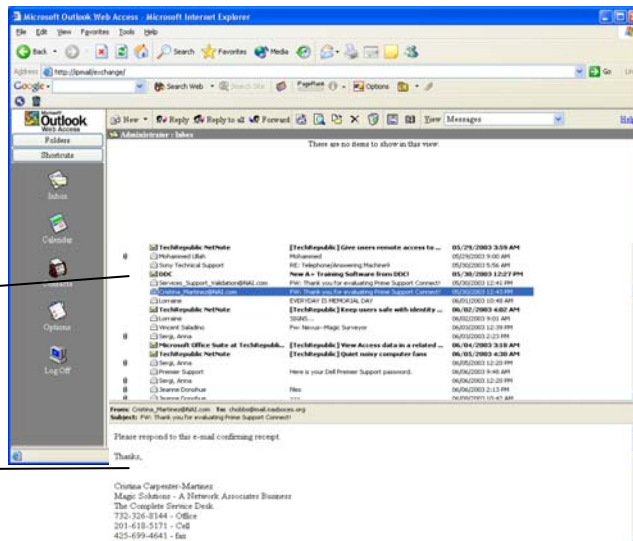 Microsoft Outlook Web Access - Microsoft Internet Explorer
File Edit View Favorites Tools Help
Back Search Favorites Media
Address http://ipmail/exchange/ Go
Google Search Web Search Site PageRank Options
Microsoft
Outlook
Web Access
New Reply Reply to all Forward View Messages Help
Folders
Administrator : Inbox
There are no items to show in this view.
Shortcuts
Inbox
Calendar
Contacts
Options
Log Off
TechRepublic NetNote [TechRepublic] Give users remote access to ... 05/29/2003 3:59 AM
Mohammed Ullah Mohammed 05/29/2003 9:00 AM
Sony Technical Support RE: Telephone/Answering Machine# 05/30/2003 5:56 AM
DDC New A+ Training Software from DDC! 05/30/2003 12:27 PM
Services_Support_Validation@NAI.com FW: Thank you for evaluating Prime Support Connect! 05/30/2003 12:41 PM
Cristina_Martinez@NAI.com FW: Thank you for evaluating Prime Support Connect! 05/30/2003 12:43 PM
Lorraine EVERYDAY IS MEMORIAL DAY 06/01/2003 10:48 AM
TechRepublic NetNote [TechRepublic] Keep users safe with identity ... 06/02/2003 4:02 AM
Lorraine SIGNS... 06/02/2003 9:01 AM
Vincent Saladino Fw: Nexus-Magic Surveyor 06/03/2003 12:39 PM
Sergi, Anna 06/03/2003 2:23 PM
Microsoft Office Suite at TechRepubli... [TechRepublic] View Access data in a related ... 06/04/2003 3:18 AM
TechRepublic NetNote [TechRepublic] Quiet noisy computer fans 06/05/2003 4:30 AM
Sergi, Anna 06/05/2003 12:20 PM
Premier Support Here is your Dell Premier Support password. 06/06/2003 9:48 AM
Sergi, Anna 06/06/2003 12:20 PM
Jeanne Donohue files 06/06/2003 2:13 PM
Jeanne Donohue
From: Cristina_Martinez@NAI.com To:
Subject: FW: Thank you for evaluating Prime Support Connect!
Please respond to this e-mail confirming receipt.
Thanks,
Cristina Carpenter-Martinez
Magic Solutions - A Network Associates Business
The Complete Service Desk
732-326-8144 - Office
201-618-5171 - Cell
425-699-4641 - fax